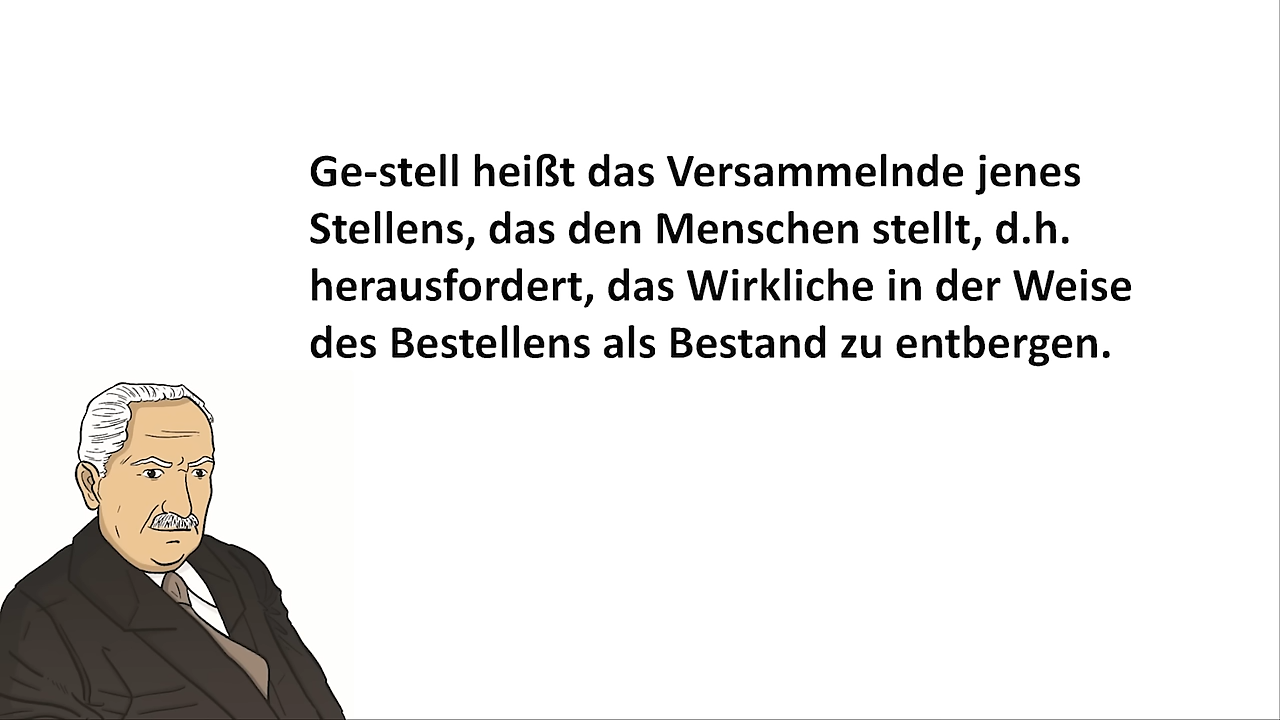 Ge-stell heißt das Versammelnde jenes
Stellens, das den Menschen stellt, d.h.
herausfordert, das Wirkliche in der Weise
des Bestellens als Bestand zu entbergen.